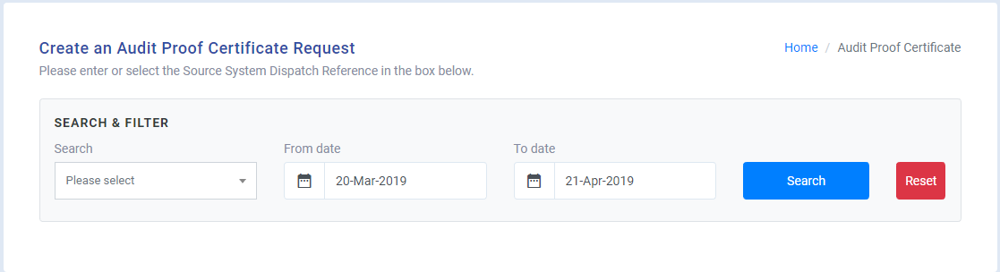 Create an Audit Proof Certificate Request
Home / Audit Proof Certificate
Please enter or select the Source System Dispatch Reference in the box below.
SEARCH & FILTER
Search
From date
To date
Please select
20-Mar-2019
21-Apr-2019
Search
Reset